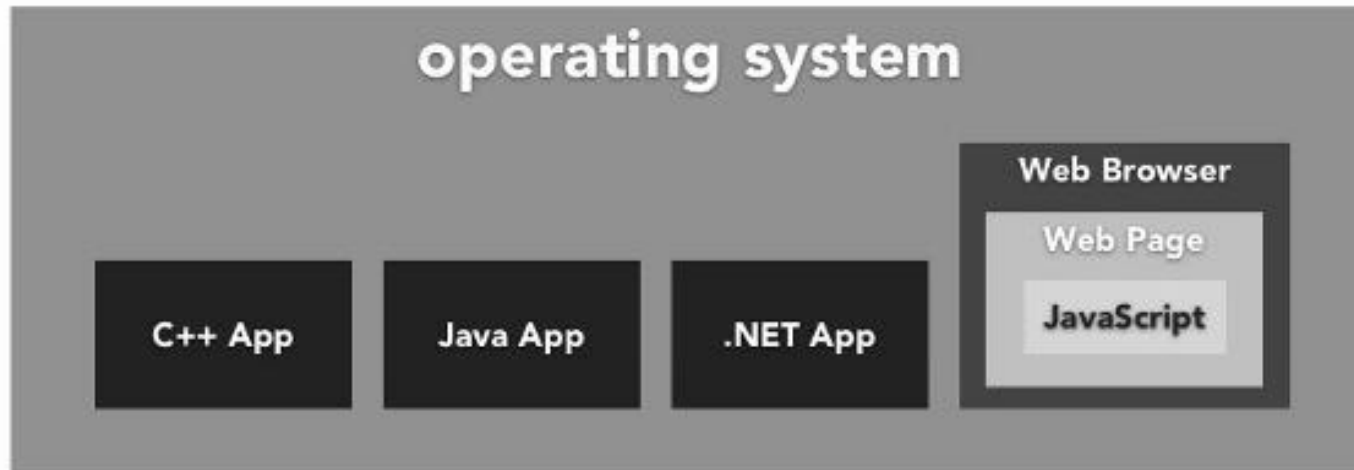 operating system
Web Browser
Web Page
JavaScript
C++ App
Java App
.NET App